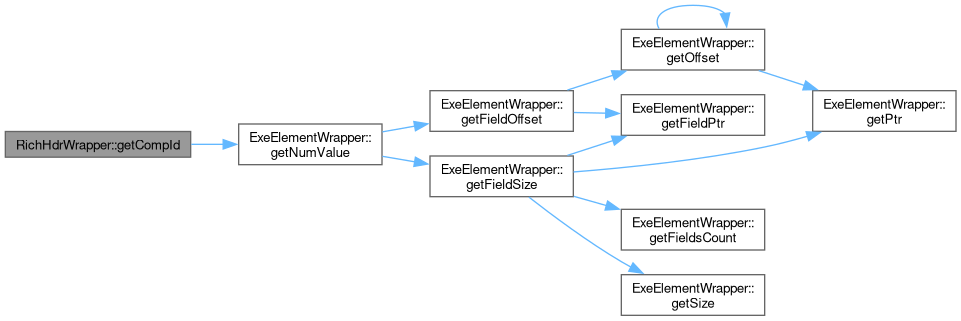 RichHdrWrapper::getCompId
ExeElementWrapper::
getNumValue
ExeElementWrapper::
getFieldOffset
ExeElementWrapper::
getFieldSize
ExeElementWrapper::
getOffset
ExeElementWrapper::
getFieldPtr
ExeElementWrapper::
getFieldsCount
ExeElementWrapper::
getSize
ExeElementWrapper::
getPtr